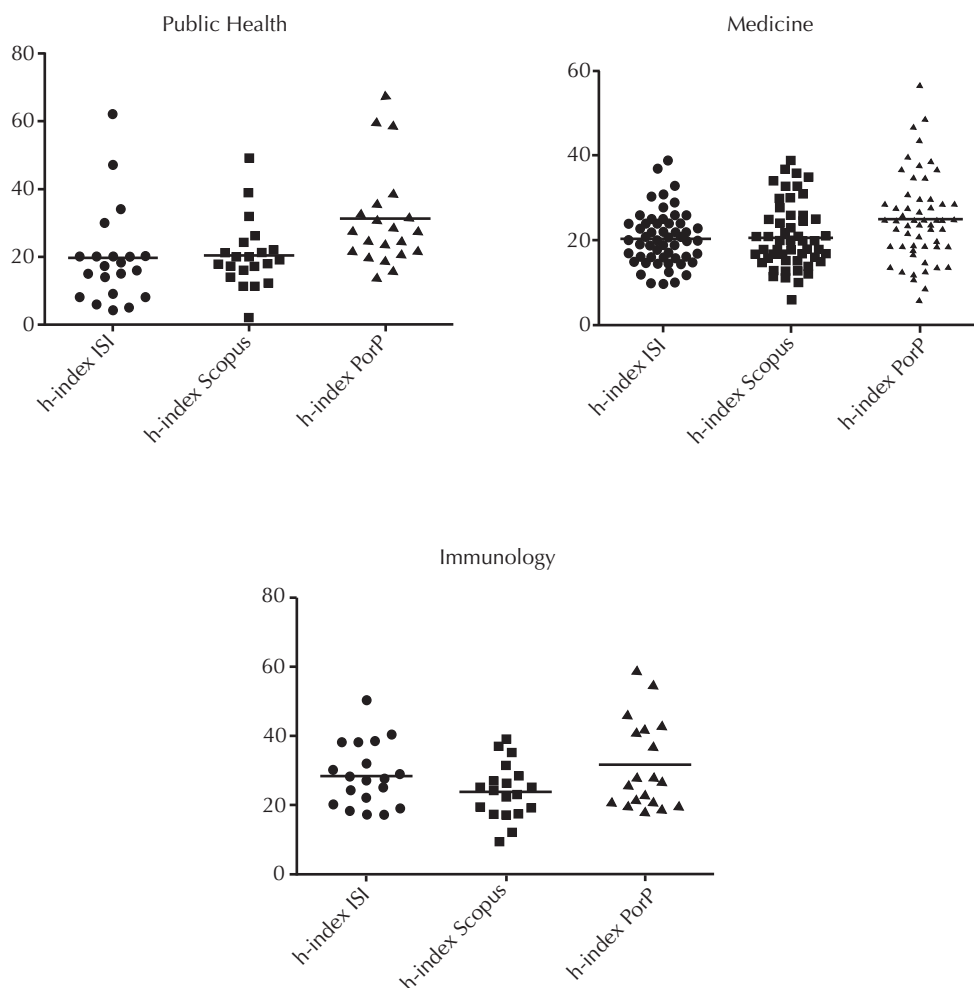 Public Health
80
60
40
20
0
h-index ISI
h-index Scopus
h-index PorP
Medicine
60
40
20
0
h-index ISI
h-index Scopus
h-index PorP
Immunology
80
60
40
20
0
h-index ISI
h-index Scopus
h-index PorP